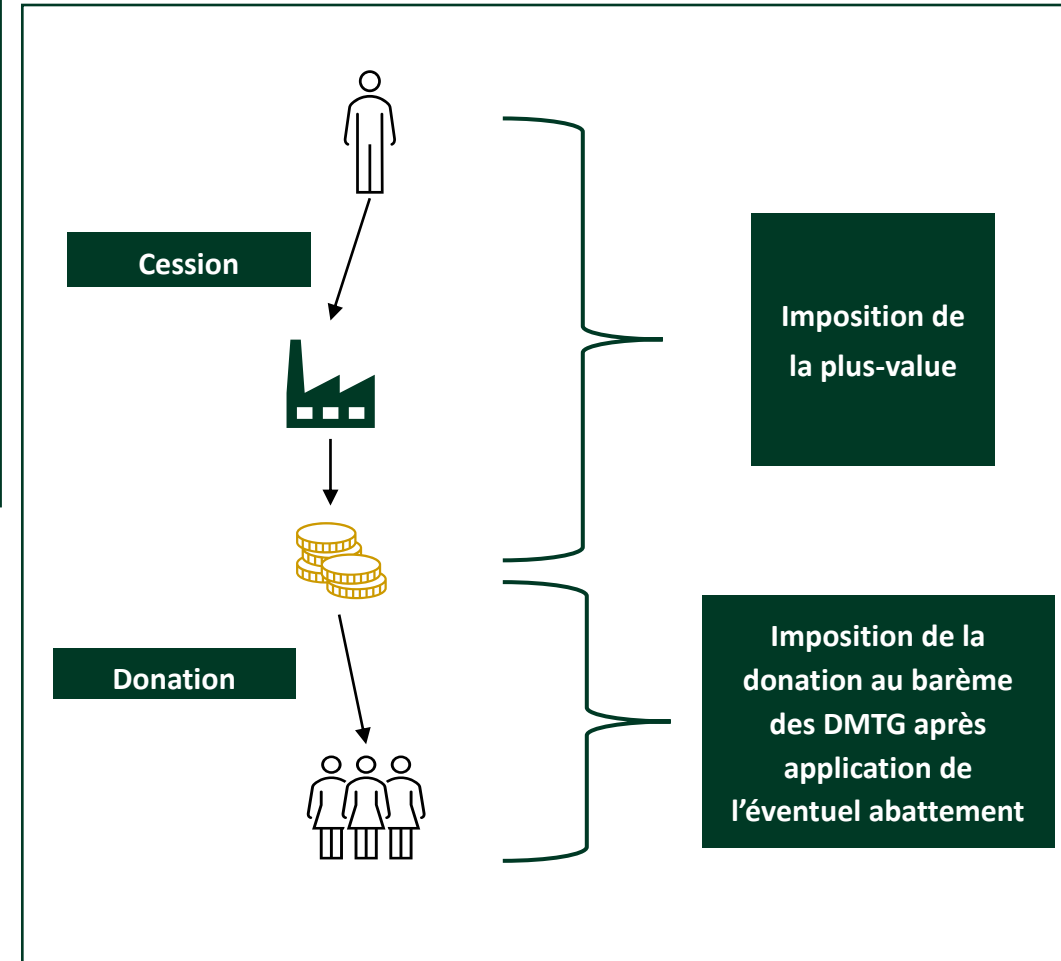 Cession
Imposition de
la plus-value
Donation
Imposition de la
donation au barème
des DMTG après
application de
l’éventuel abattement